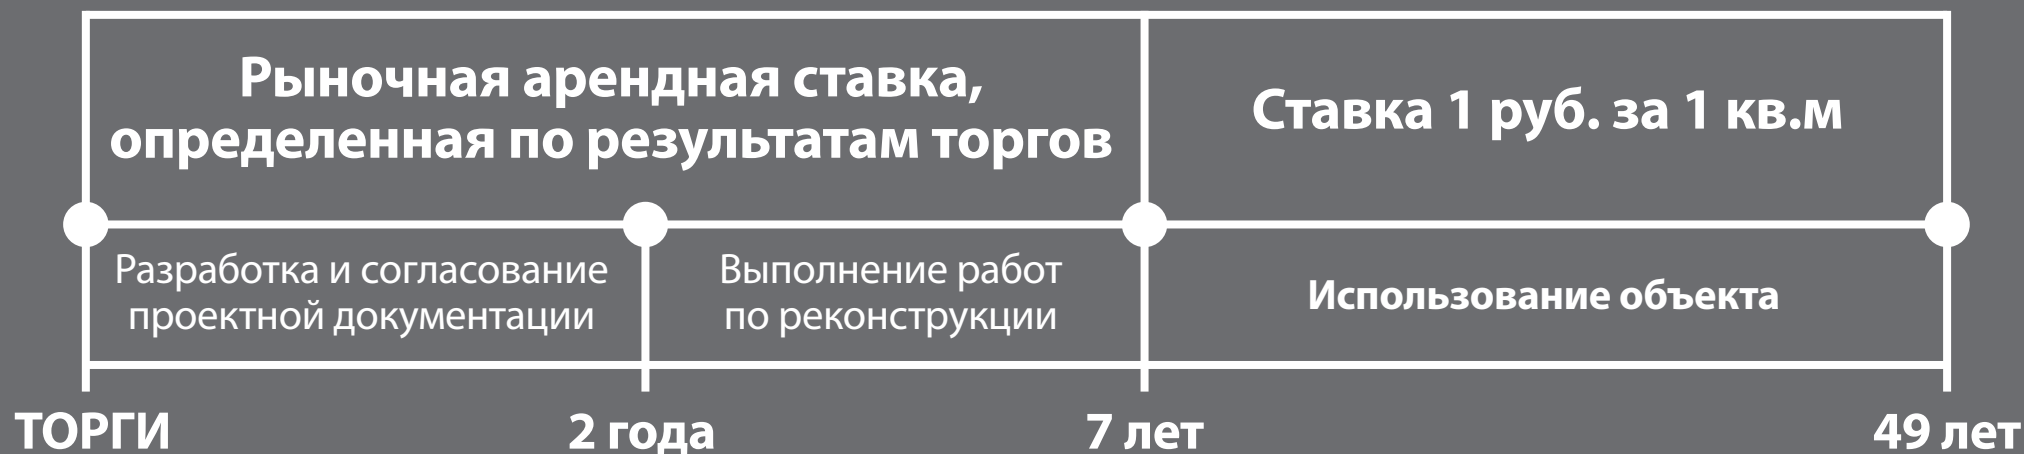 Рыночная арендная ставка,
определенная по результатам торгов
Ставка 1 руб. за 1 кв.м
Разработка и согласование
проектной документации
Выполнение работ
по реконструкции
Использование объекта
ТОРГИ
2 года
7 лет
49 лет